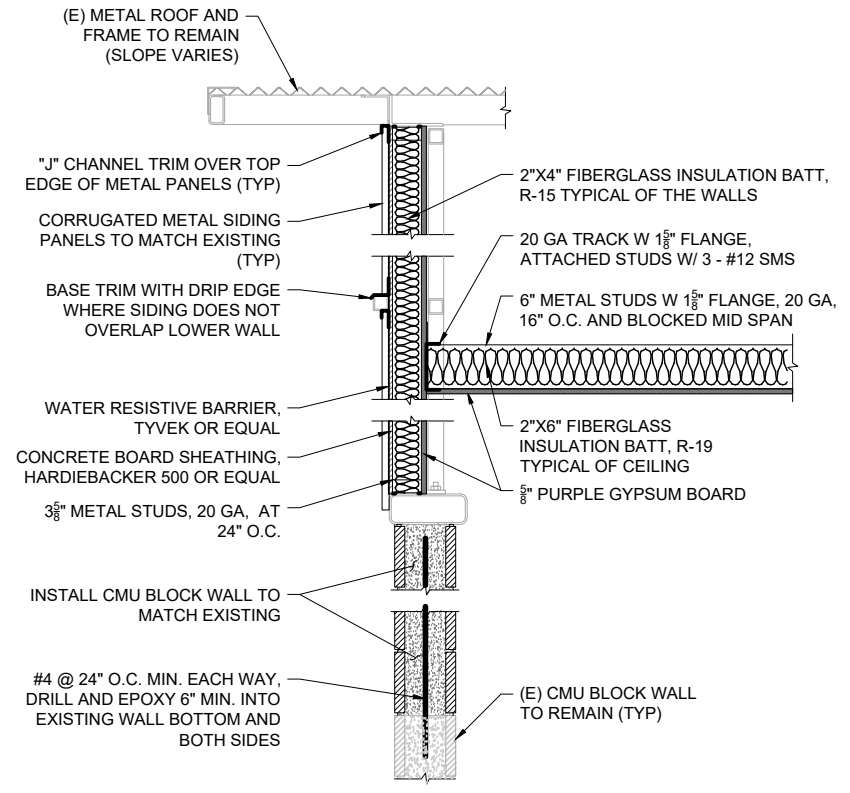 (E) METAL ROOF AND
FRAME TO REMAIN
(SLOPE VARIES)
"J" CHANNEL TRIM OVER TOP
EDGE OF METAL PANELS (TYP)
CORRUGATED METAL SIDING
PANELS TO MATCH EXISTING
(TYP)
BASE TRIM WITH DRIP EDGE
WHERE SIDING DOES NOT
OVERLAP LOWER WALL
WATER RESISTIVE BARRIER,
TYVEK OR EQUAL
CONCRETE BOARD SHEATHING,
HARDIEBACKER 500 OR EQUAL
3⅝" METAL STUDS, 20 GA, AT
24" O.C.
INSTALL CMU BLOCK WALL TO
MATCH EXISTING
#4 @ 24" O.C. MIN. EACH WAY,
DRILL AND EPOXY 6" MIN. INTO
EXISTING WALL BOTTOM AND
BOTH SIDES
2"X4" FIBERGLASS INSULATION BATT,
R-15 TYPICAL OF THE WALLS
20 GA TRACK W 1⅝" FLANGE,
ATTACHED STUDS W/ 3 - #12 SMS
6" METAL STUDS W 1⅝" FLANGE, 20 GA,
16" O.C. AND BLOCKED MID SPAN
2"X6" FIBERGLASS
INSULATION BATT, R-19
TYPICAL OF CEILING
⅝" PURPLE GYPSUM BOARD
(E) CMU BLOCK WALL
TO REMAIN (TYP)